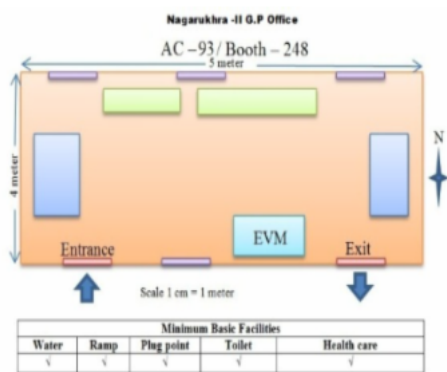 Nagarukhra -II G.P Office
AC –93/ Booth – 248
5 meter
4 meter
N
EVM
Entrance
Exit
Scale 1 cm = 1 meter
Minimum Basic Facilities
Water Ramp Plug point Toilet Health care
√ √ √ √ √